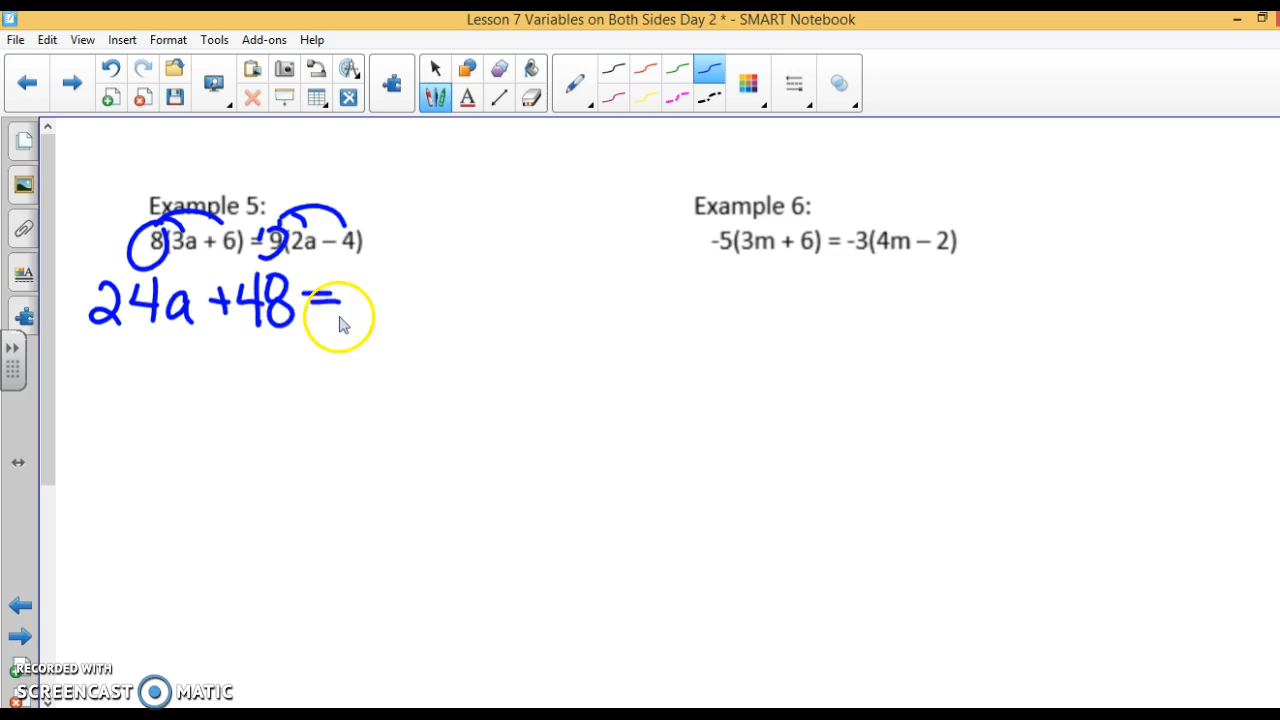 Lesson 7 Variables on Both Sides Day 2 * - SMART Notebook
File Edit View Insert Format Tools Add-ons Help
Example 5:
8(3a + 6) = 9(2a – 4)
24a + 48 =
Example 6:
-5(3m + 6) = -3(4m – 2)
RECORDED WITH
SCREENCAST MATIC